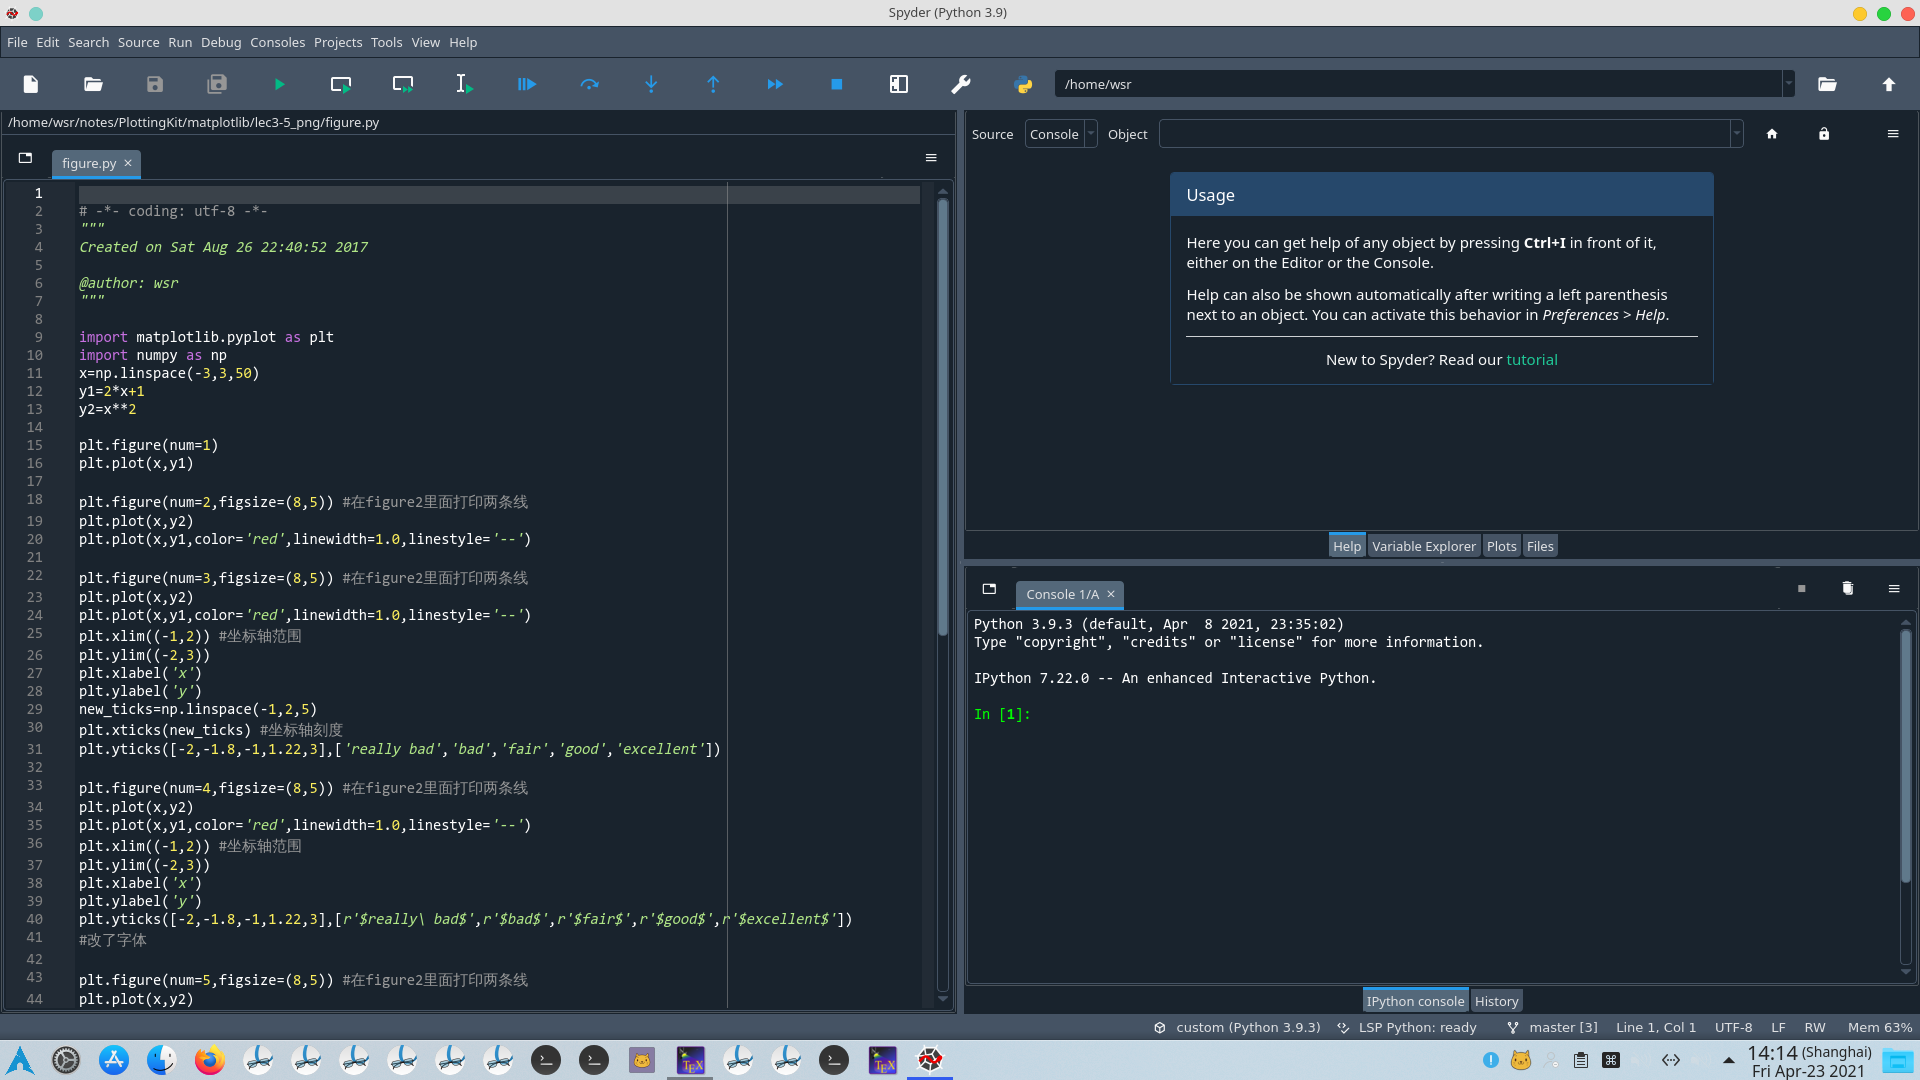 Spyder (Python 3.9)
File Edit Search Source Run Debug Consoles Projects Tools View Help
/home/wsr
/home/wsr/notes/PlottingKit/matplotlib/lec3-5_png/figure.py
figure.py
1
2 # -*- coding: utf-8 -*-
3 """
4 Created on Sat Aug 26 22:40:52 2017
5
6 @author: wsr
7 """
8
9 import matplotlib.pyplot as plt
10 import numpy as np
11 x=np.linspace(-3,3,50)
12 y1=2*x+1
13 y2=x**2
14
15 plt.figure(num=1)
16 plt.plot(x,y1)
17
18 plt.figure(num=2,figsize=(8,5)) #在figure2里面打印两条线
19 plt.plot(x,y2)
20 plt.plot(x,y1,color='red',linewidth=1.0,linestyle='--')
21
22 plt.figure(num=3,figsize=(8,5)) #在figure2里面打印两条线
23 plt.plot(x,y2)
24 plt.plot(x,y1,color='red',linewidth=1.0,linestyle='--')
25 plt.xlim((-1,2)) #坐标轴范围
26 plt.ylim((-2,3))
27 plt.xlabel('x')
28 plt.ylabel('y')
29 new_ticks=np.linspace(-1,2,5)
30 plt.xticks(new_ticks) #坐标轴刻度
31 plt.yticks([-2,-1.8,-1,1.22,3],['really bad','bad','fair','good','excellent'])
32
33 plt.figure(num=4,figsize=(8,5)) #在figure2里面打印两条线
34 plt.plot(x,y2)
35 plt.plot(x,y1,color='red',linewidth=1.0,linestyle='--')
36 plt.xlim((-1,2)) #坐标轴范围
37 plt.ylim((-2,3))
38 plt.xlabel('x')
39 plt.ylabel('y')
40 plt.yticks([-2,-1.8,-1,1.22,3],[r'$really\ bad$',r'$bad$',r'$fair$',r'$good$',r'$excellent$'])
41 #改了字体
42
43 plt.figure(num=5,figsize=(8,5)) #在figure2里面打印两条线
44 plt.plot(x,y2)
Source Console Object
Usage
Here you can get help of any object by pressing Ctrl+I in front of it,
either on the Editor or the Console.
Help can also be shown automatically after writing a left parenthesis
next to an object. You can activate this behavior in Preferences > Help.
New to Spyder? Read our tutorial
Help Variable Explorer Plots Files
Console 1/A
Python 3.9.3 (default, Apr  8 2021, 23:35:02)
Type "copyright", "credits" or "license" for more information.
IPython 7.22.0 -- An enhanced Interactive Python.
In [1]:
IPython console History
custom (Python 3.9.3) LSP Python: ready master [3] Line 1, Col 1 UTF-8 LF RW Mem 63%
TEX
TEX
14:14 (Shanghai)
Fri Apr-23 2021